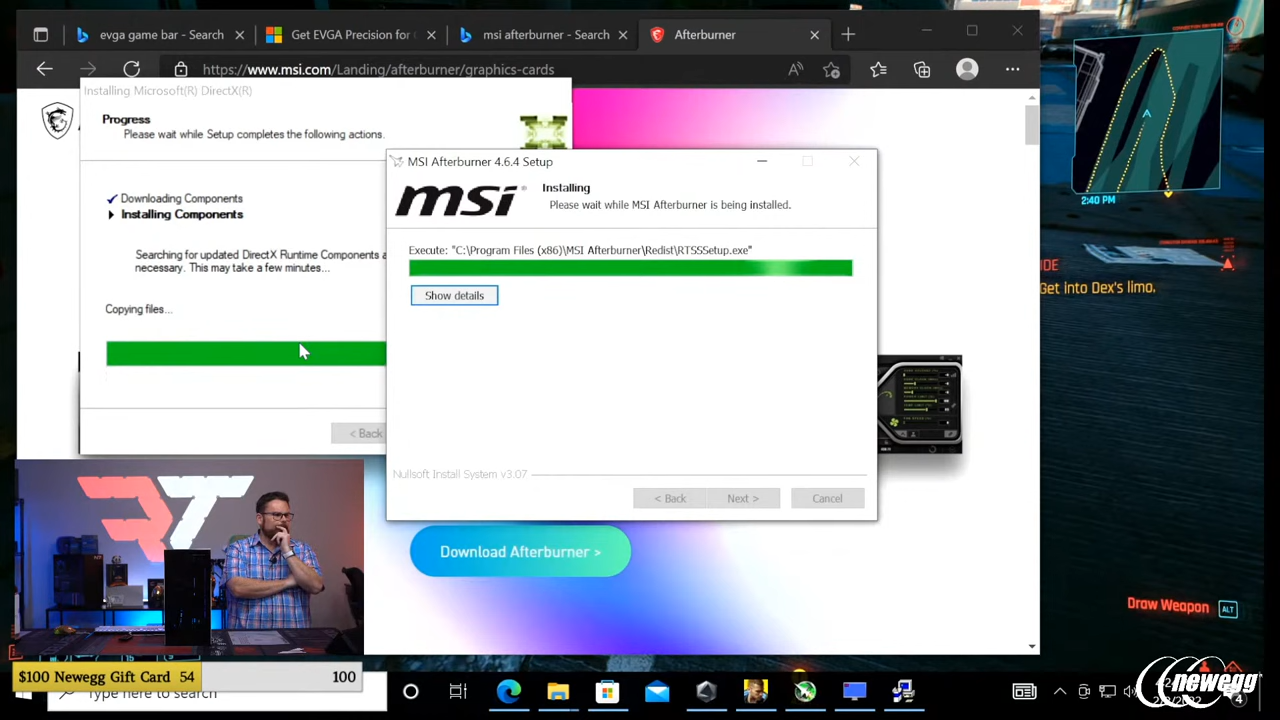 evga game bar - Search
Get EVGA Precision for
msi afterburner - Search
Afterburner
https://www.msi.com/Landing/afterburner/graphics-cards
Installing Microsoft(R) DirectX(R)
Progress
Please wait while Setup completes the following actions.
Downloading Components
Installing Components
Searching for updated DirectX Runtime Components a
necessary. This may take a few minutes...
Copying files...
< Back
MSI Afterburner 4.6.4 Setup
msi
Installing
Please wait while MSI Afterburner is being installed.
Execute: "C:\Program Files (x86)\MSI Afterburner\Redist\RTSSSetup.exe"
Show details
Nullsoft Install System v3.07
< Back
Next >
Cancel
Download Afterburner >
2:40 PM
Get into Dex's limo.
Draw Weapon
ALT
RT
$100 Newegg Gift Card 54
100
Type here to search
newegg
4